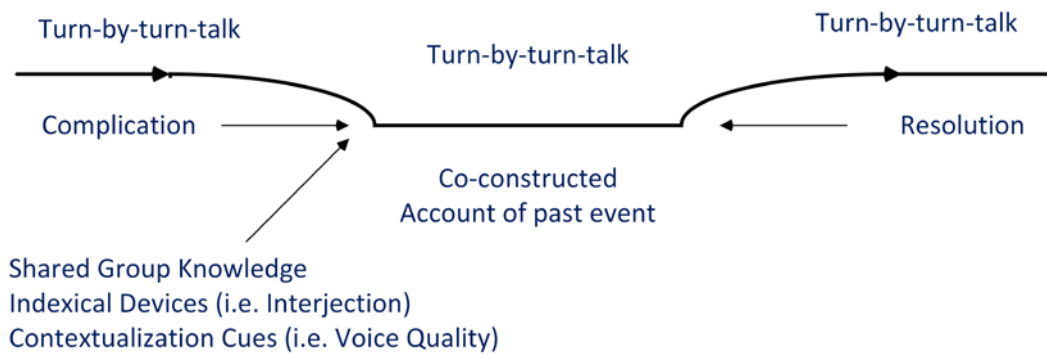 Turn-by-turn-talk
Turn-by-turn-talk
Turn-by-turn-talk
Complication
Resolution
Co-constructed
Account of past event
Shared Group Knowledge
Indexical Devices (i.e. Interjection)
Contextualization Cues (i.e. Voice Quality)